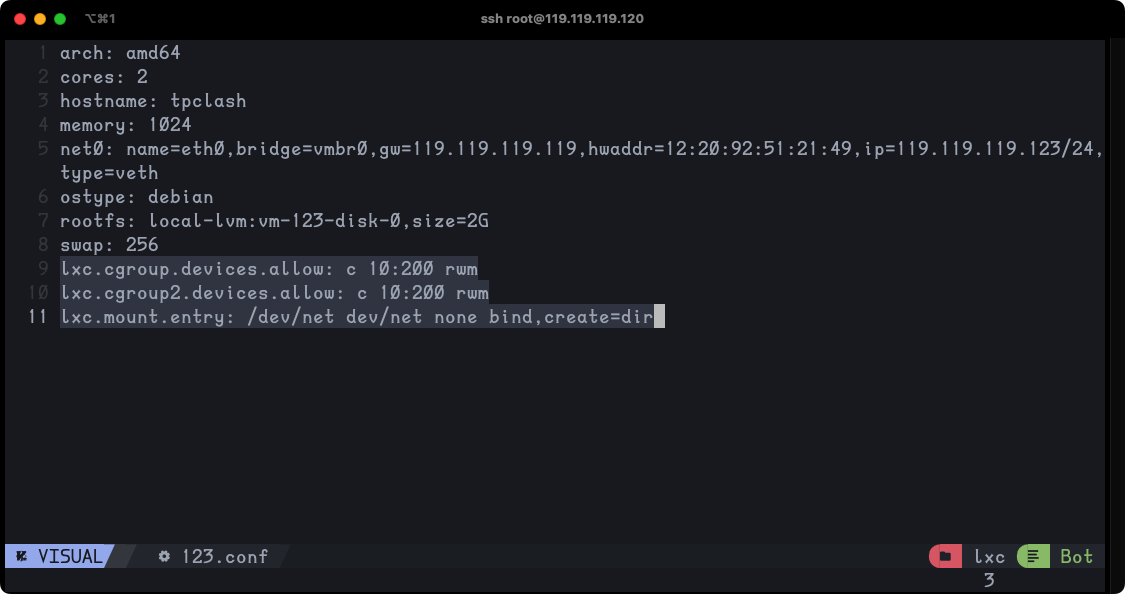 ⌥⌘1
ssh root@119.119.119.120
1 arch: amd64
2 cores: 2
3 hostname: tpclash
4 memory: 1024
5 net0: name=eth0,bridge=vmbr0,gw=119.119.119.119,hwaddr=12:20:92:51:21:49,ip=119.119.119.123/24,
type=veth
6 ostype: debian
7 rootfs: local-lvm:vm-123-disk-0,size=2G
8 swap: 256
9 lxc.cgroup.devices.allow: c 10:200 rwm
10 lxc.cgroup2.devices.allow: c 10:200 rwm
11 lxc.mount.entry: /dev/net dev/net none bind,create=dir
VISUAL 123.conf lxc Bot
3